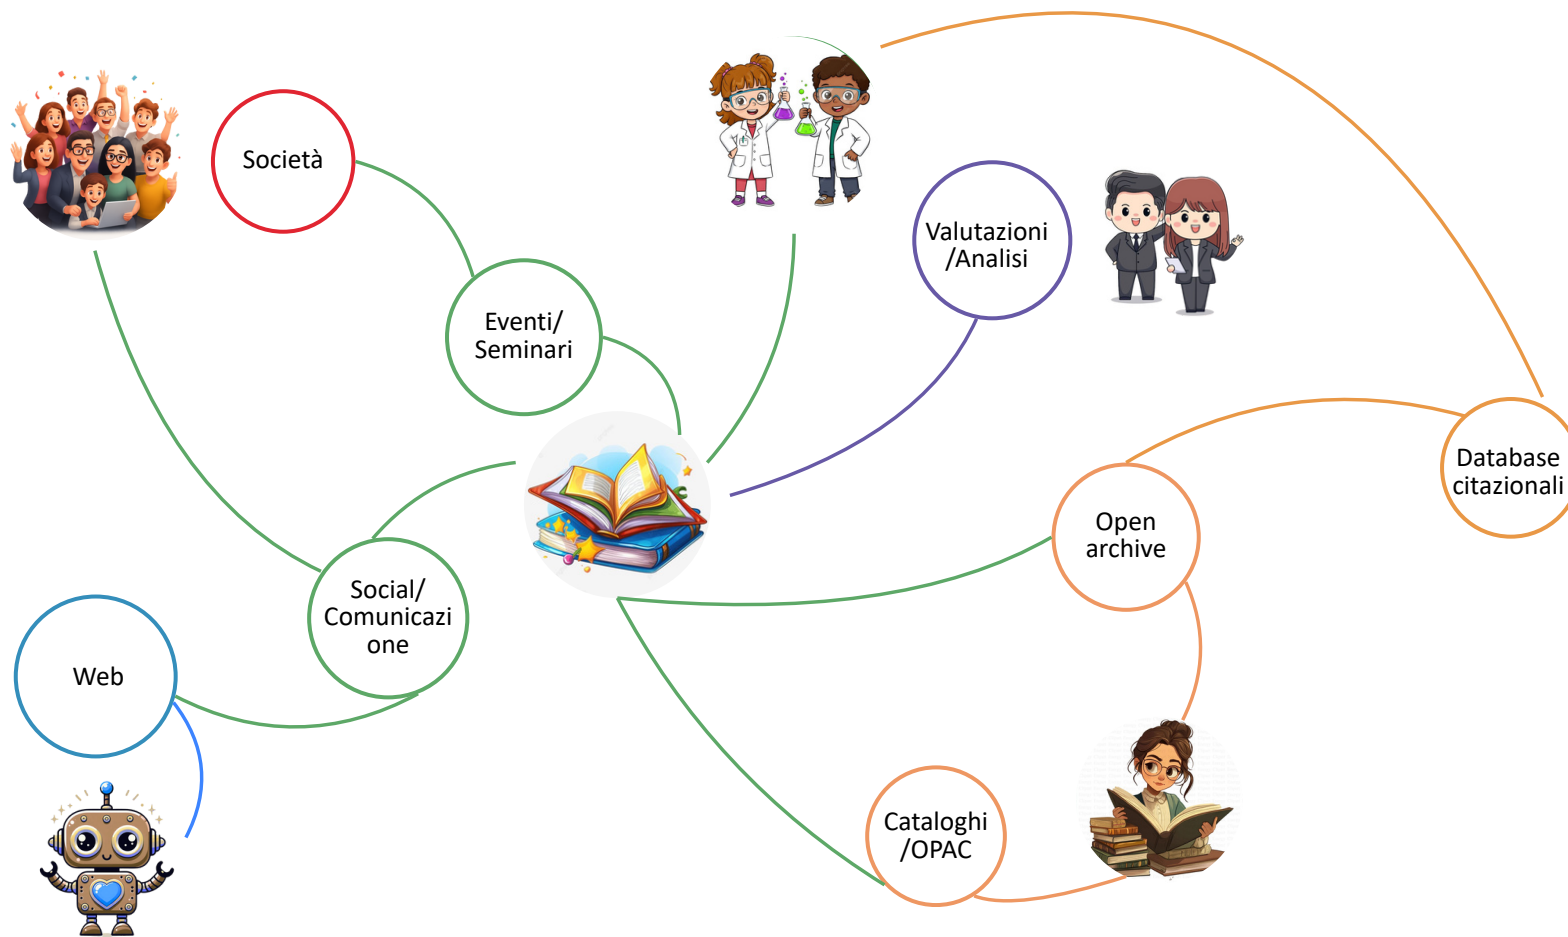 Società
Eventi/
Seminari
Valutazioni
/Analisi
Database
citazionali
Open
archive
Social/
Comunicazi
one
Web
Cataloghi
/OPAC